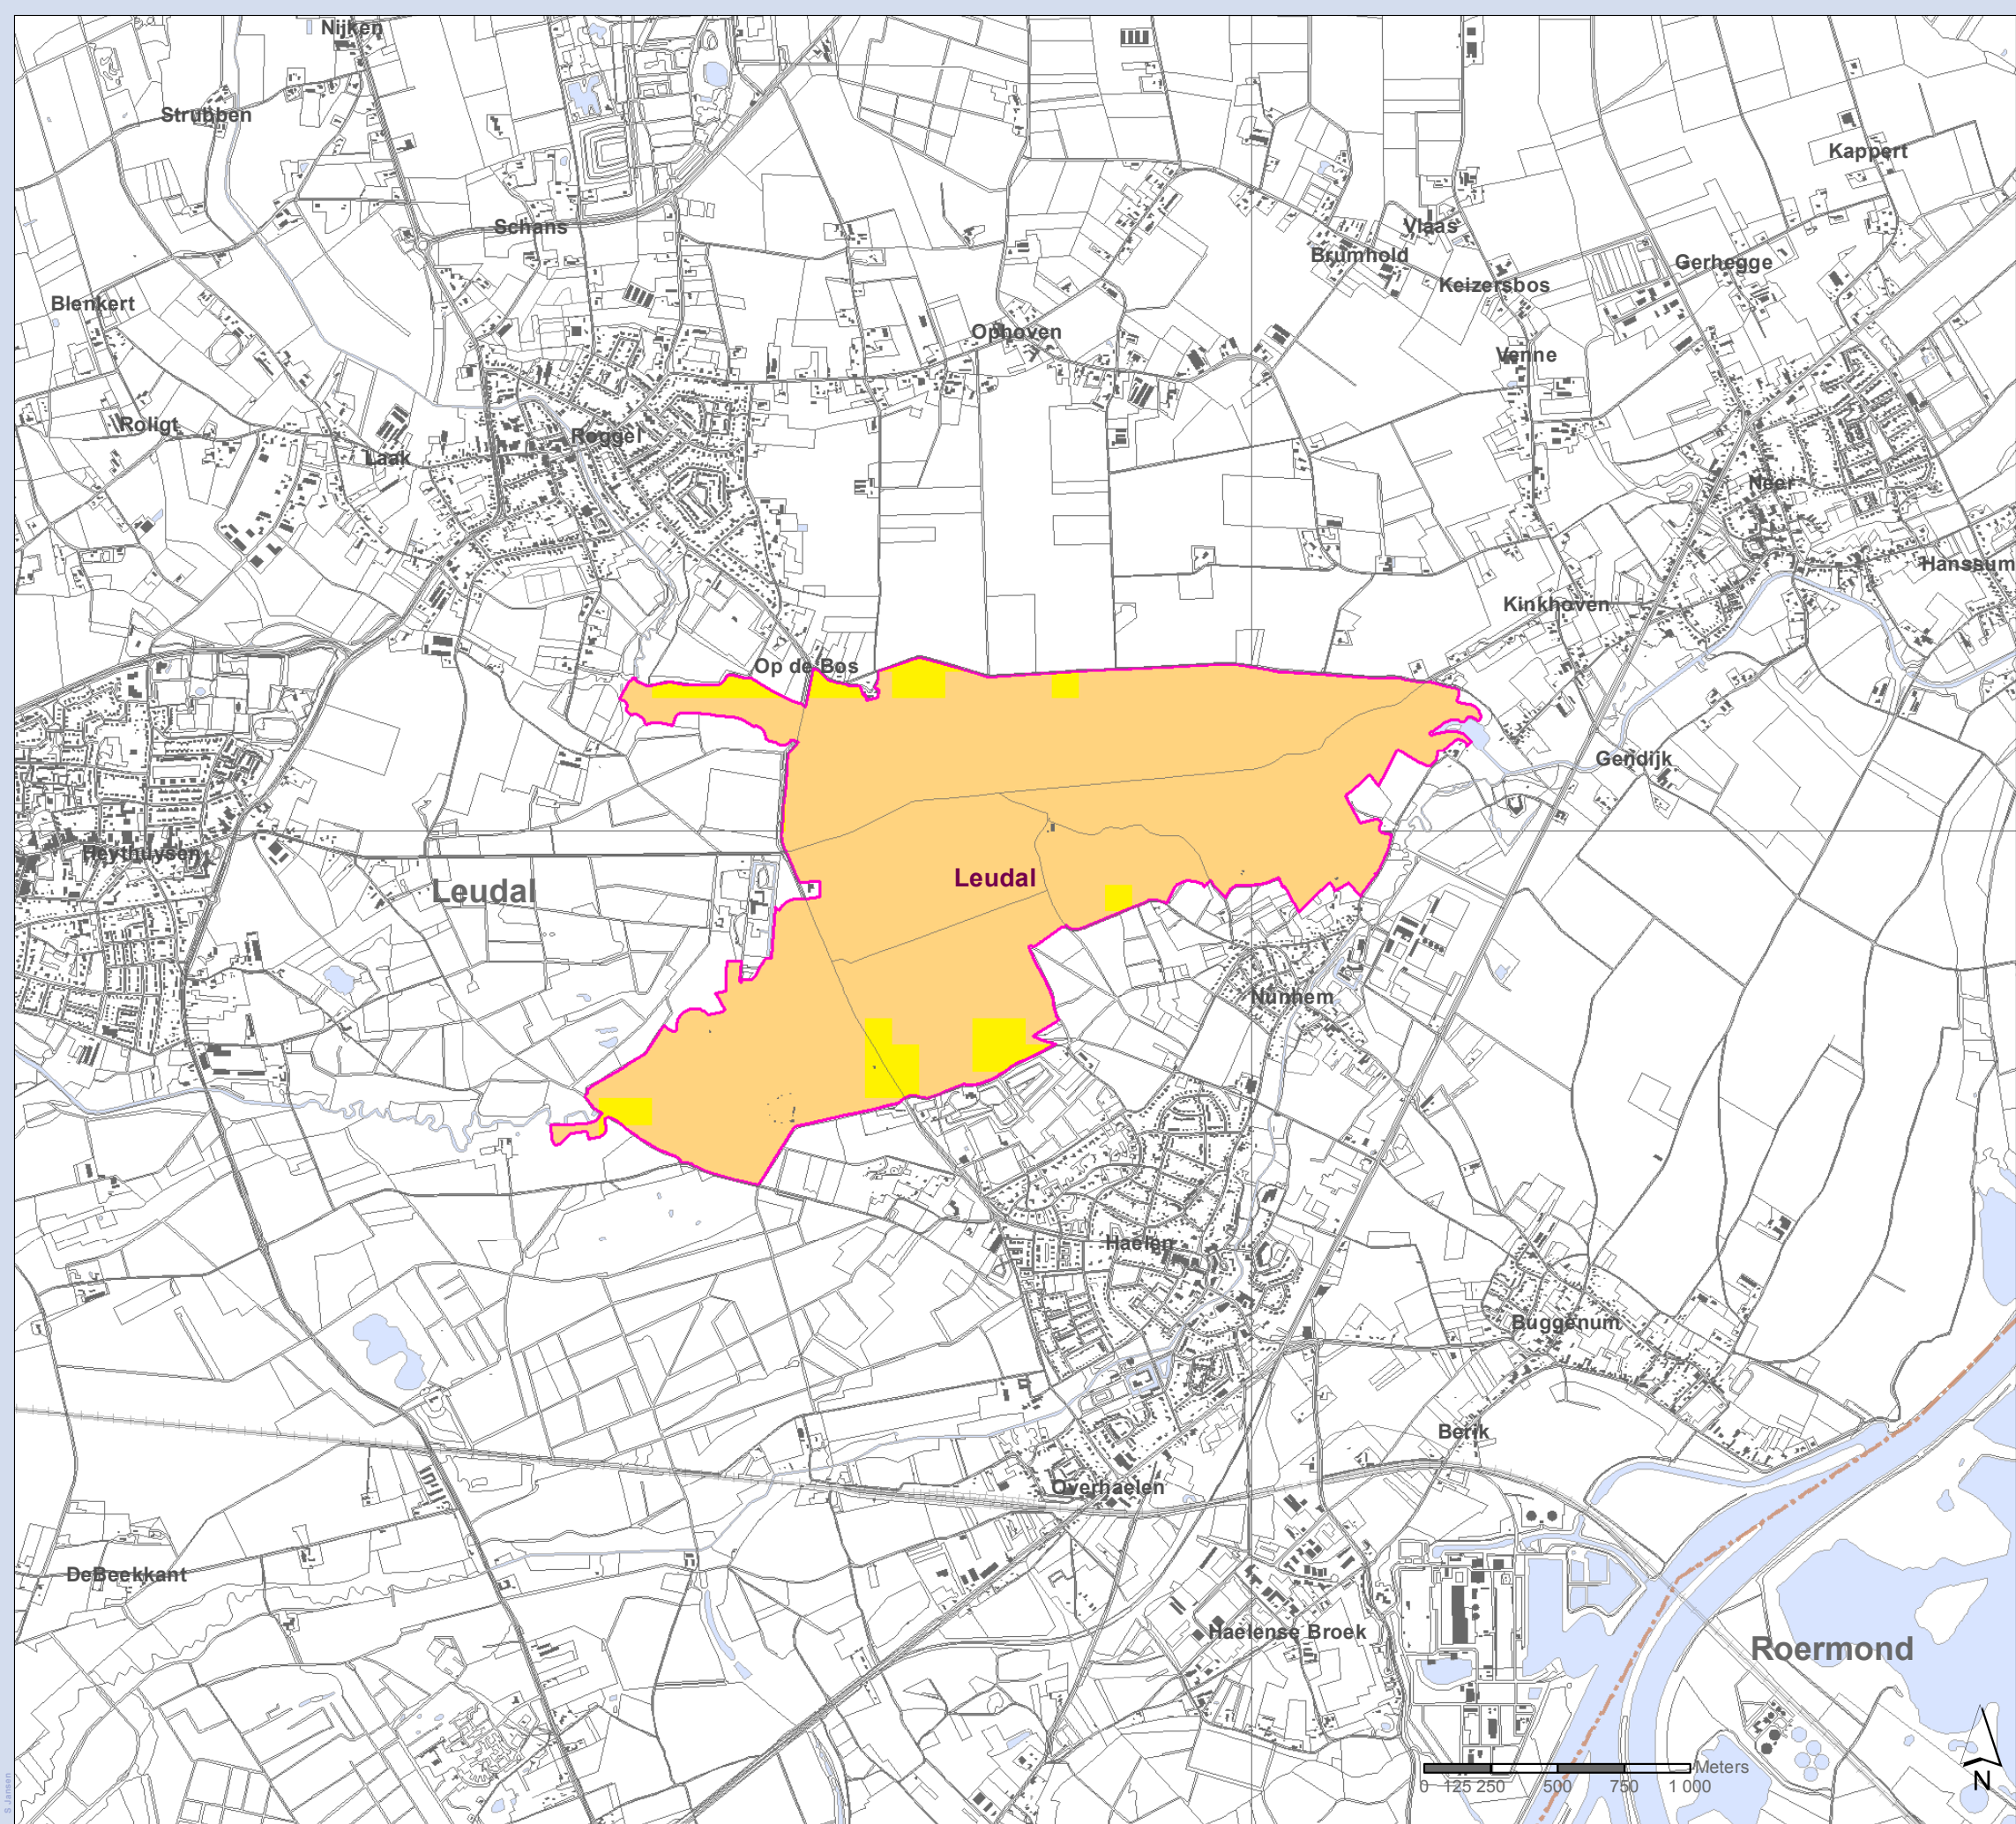 Nijken
Strubben
Kappert
Schans
Vlaas
Brumhold
Gerhegge
Keizersbos
Blenkert
Ophoven
Venne
Roligt
Roggel
Laak
Neer
Hanssum
Kinkhoven
Op de Bos
Gendijk
Heythuysen
Leudal
Leudal
Nunhem
Haelen
Buggenum
Berik
Overhaelen
DeBeekkant
Haelense Broek
Roermond
Meters
0 125 250 500 750 1 000
N
S Jansen